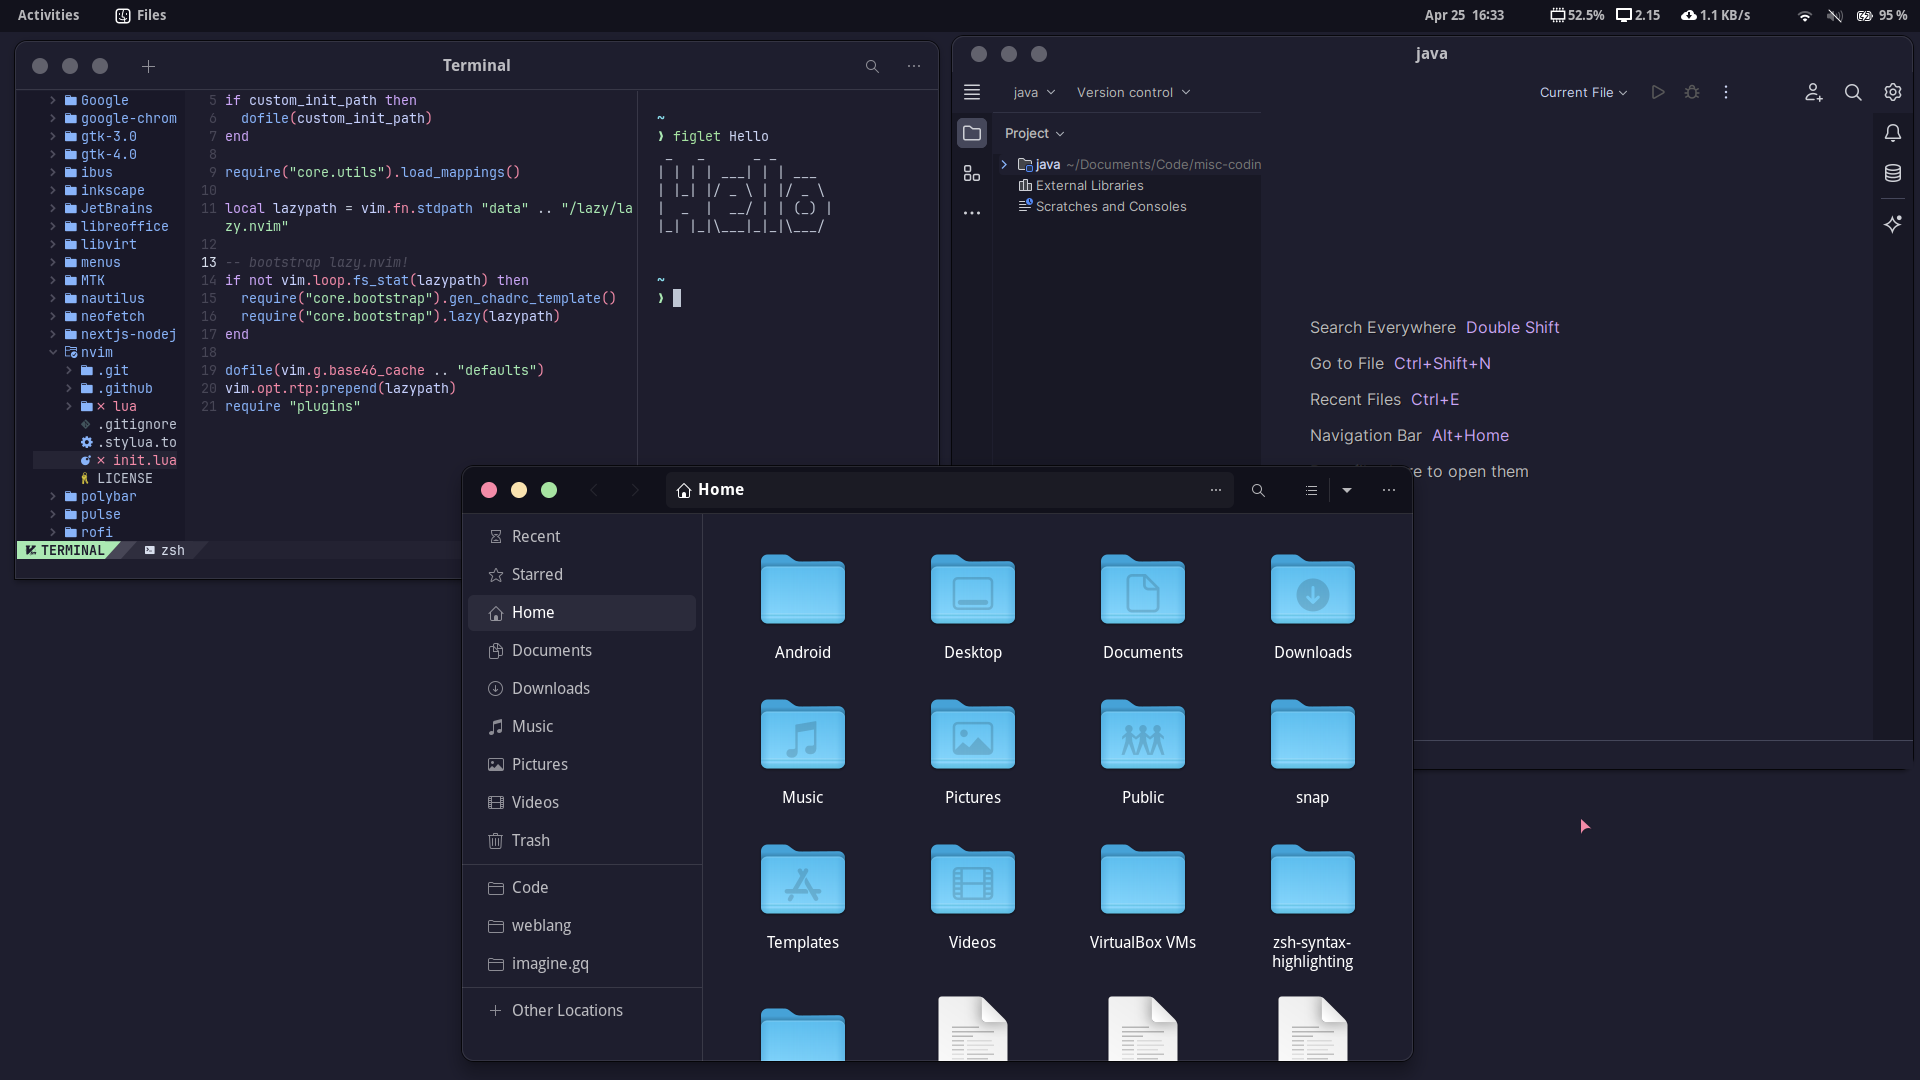 Activities Files Apr 25 16:33 52.5% 2.15 1.1 KB/s 95 %
Terminal
Google
google-chrom
gtk-3.0
gtk-4.0
ibus
inkscape
JetBrains
libreoffice
libvirt
menus
MTK
nautilus
neofetch
nextjs-nodej
nvim
.git
.github
lua
.gitignore
.stylua.to
init.lua
LICENSE
polybar
pulse
rofi
5 if custom_init_path then
6 dofile(custom_init_path)
7 end
8
9 require("core.utils").load_mappings()
10
11 local lazypath = vim.fn.stdpath "data" .. "/lazy/la
zy.nvim"
12
13 -- bootstrap lazy.nvim!
14 if not vim.loop.fs_stat(lazypath) then
15 require("core.bootstrap").gen_chadrc_template()
16 require("core.bootstrap").lazy(lazypath)
17 end
18
19 dofile(vim.g.base46_cache .. "defaults")
20 vim.opt.rtp:prepend(lazypath)
21 require "plugins"
TERMINAL zsh
~
❯ figlet Hello
 _   _      _ _
| | | | ___| | | ___
| |_| |/ _ \ | |/ _ \
|  _  |  __/ | | (_) |
|_| |_|\___|_|_|\___/
~
❯
java
java Version control Current File
Project
java ~/Documents/Code/misc-codin
External Libraries
Scratches and Consoles
Search Everywhere Double Shift
Go to File Ctrl+Shift+N
Recent Files Ctrl+E
Navigation Bar Alt+Home
to open them
Home
Recent
Starred
Home
Documents
Downloads
Music
Pictures
Videos
Trash
Code
weblang
imagine.gq
Other Locations
Android Desktop Documents Downloads
Music Pictures Public snap
Templates Videos VirtualBox VMs zsh-syntax-
highlighting